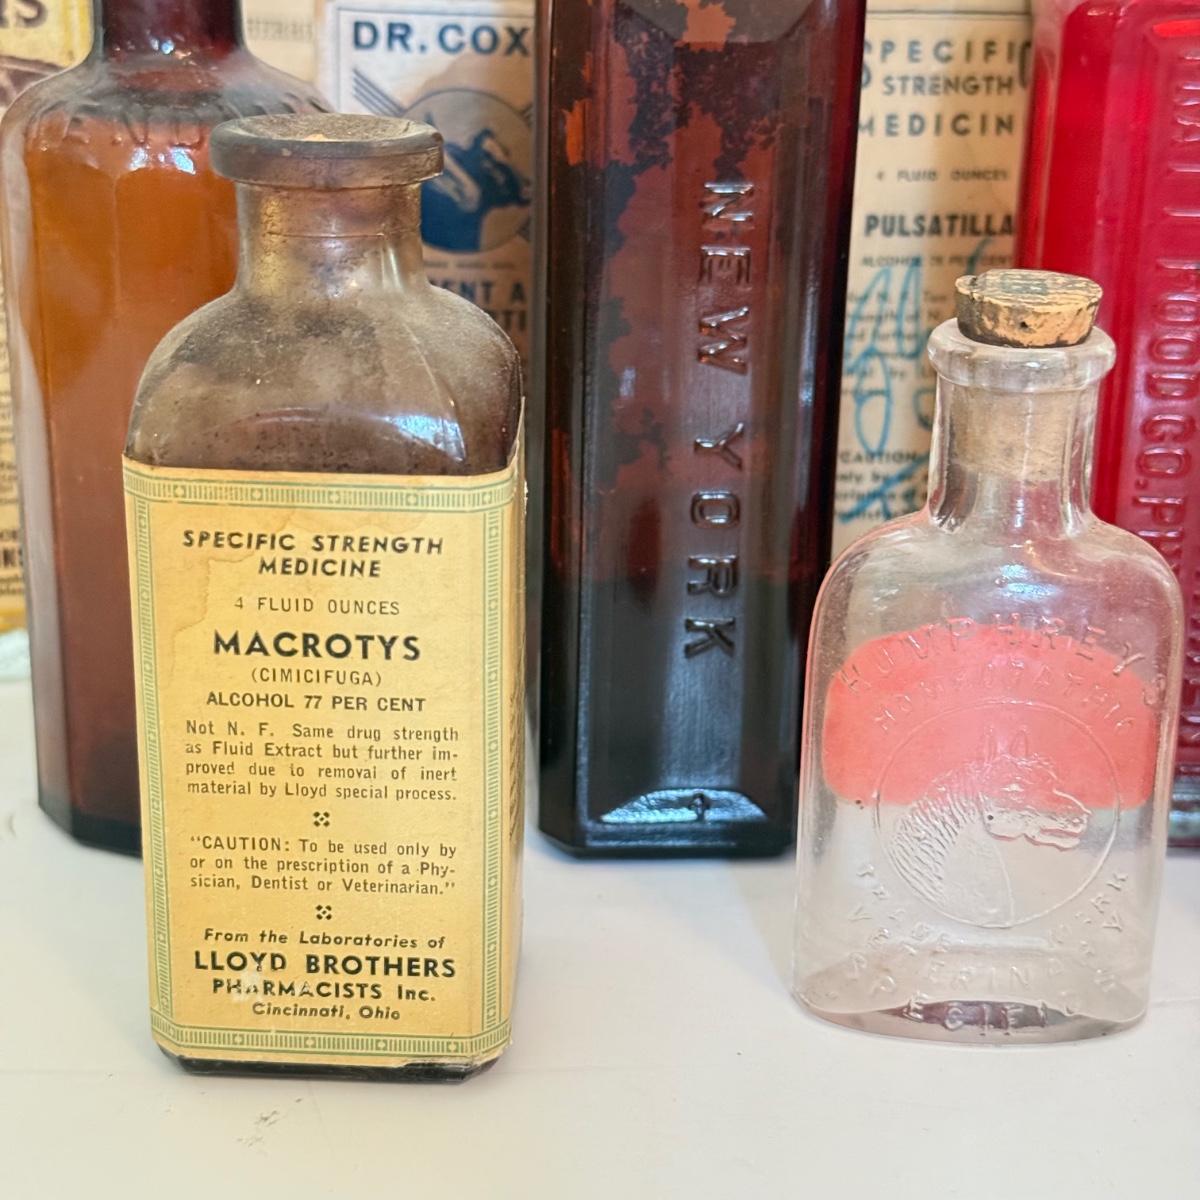 DR. COX
SPECIFIC
STRENGTH
MEDICIN
4 FLUID OUNCES
PULSATILLA
ALCOHOL 78 PER CENT
NEW YORK
FOOD CO.
SPECIFIC STRENGTH
MEDICINE
4 FLUID OUNCES
MACROTYS
(CIMICIFUGA)
ALCOHOL 77 PER CENT
Not N. F. Same drug strength
as Fluid Extract but further im-
proved due to removal of inert
material by Lloyd special process.
"CAUTION: To be used only by
or on the prescription of a Phy-
sician, Dentist or Veterinarian."
From the Laboratories of
LLOYD BROTHERS
PHARMACISTS Inc.
Cincinnati, Ohio
HUMPHREYS
HOMEOPATHIC
TRADE MARK
VETERINARY
SPECIFIC